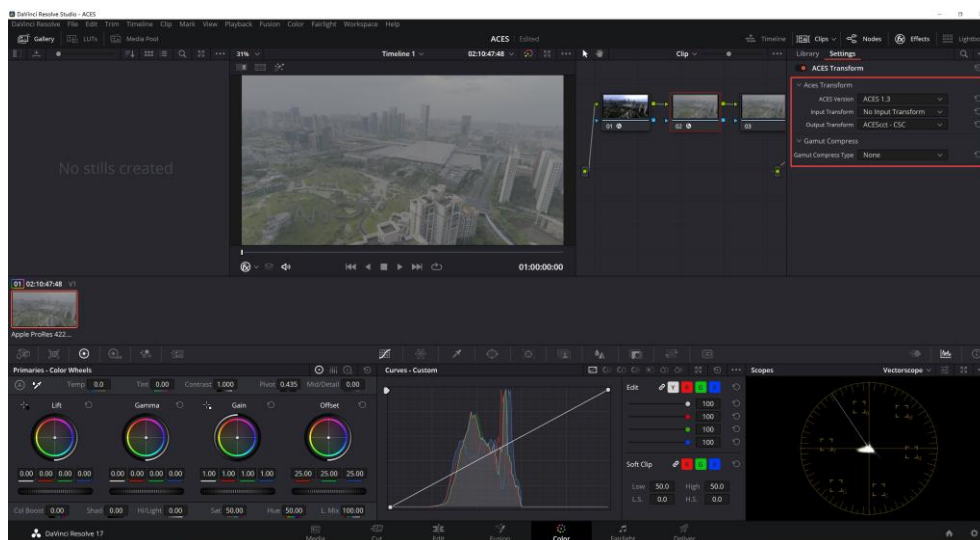 DaVinci Resolve Studio - ACES
DaVinci Resolve File Edit Trim Timeline Clip Mark View Playback Fusion Color Fairlight Workspace Help
Gallery LUTs Media Pool ACES Edited Timeline Clips Nodes Effects Lightbox
31% Timeline 1 02:10:47:48 Clip Library Settings
ACES Transform
Aces Transform
ACES Version ACES 1.3
Input Transform No Input Transform
Output Transform ACEScct - CSC
Gamut Compress
Gamut Compress Type None
01 02 03
No stills created
01:00:00:00
01 02:10:47:48 V1
Apple ProRes 422...
Primaries - Color Wheels Curves - Custom Scopes Vectorscope
Temp 0.0 Tint 0.00 Contrast 1.000 Pivot 0.435 Mid/Detail 0.00
Edit Y R G B
Lift Gamma Gain Offset
100
100
100
100
Soft Clip R G B
0.00 0.00 0.00 0.00 0.00 0.00 0.00 0.00 1.00 1.00 1.00 1.00 25.00 25.00 25.00
Low 50.0 High 50.0
L.S. 0.0 H.S. 0.0
Col Boost 0.00 Shad 0.00 Hi/Light 0.00 Sat 50.00 Hue 50.00 L. Mix 100.00
DaVinci Resolve 17
Media Cut Edit Fusion Color Fairlight Deliver